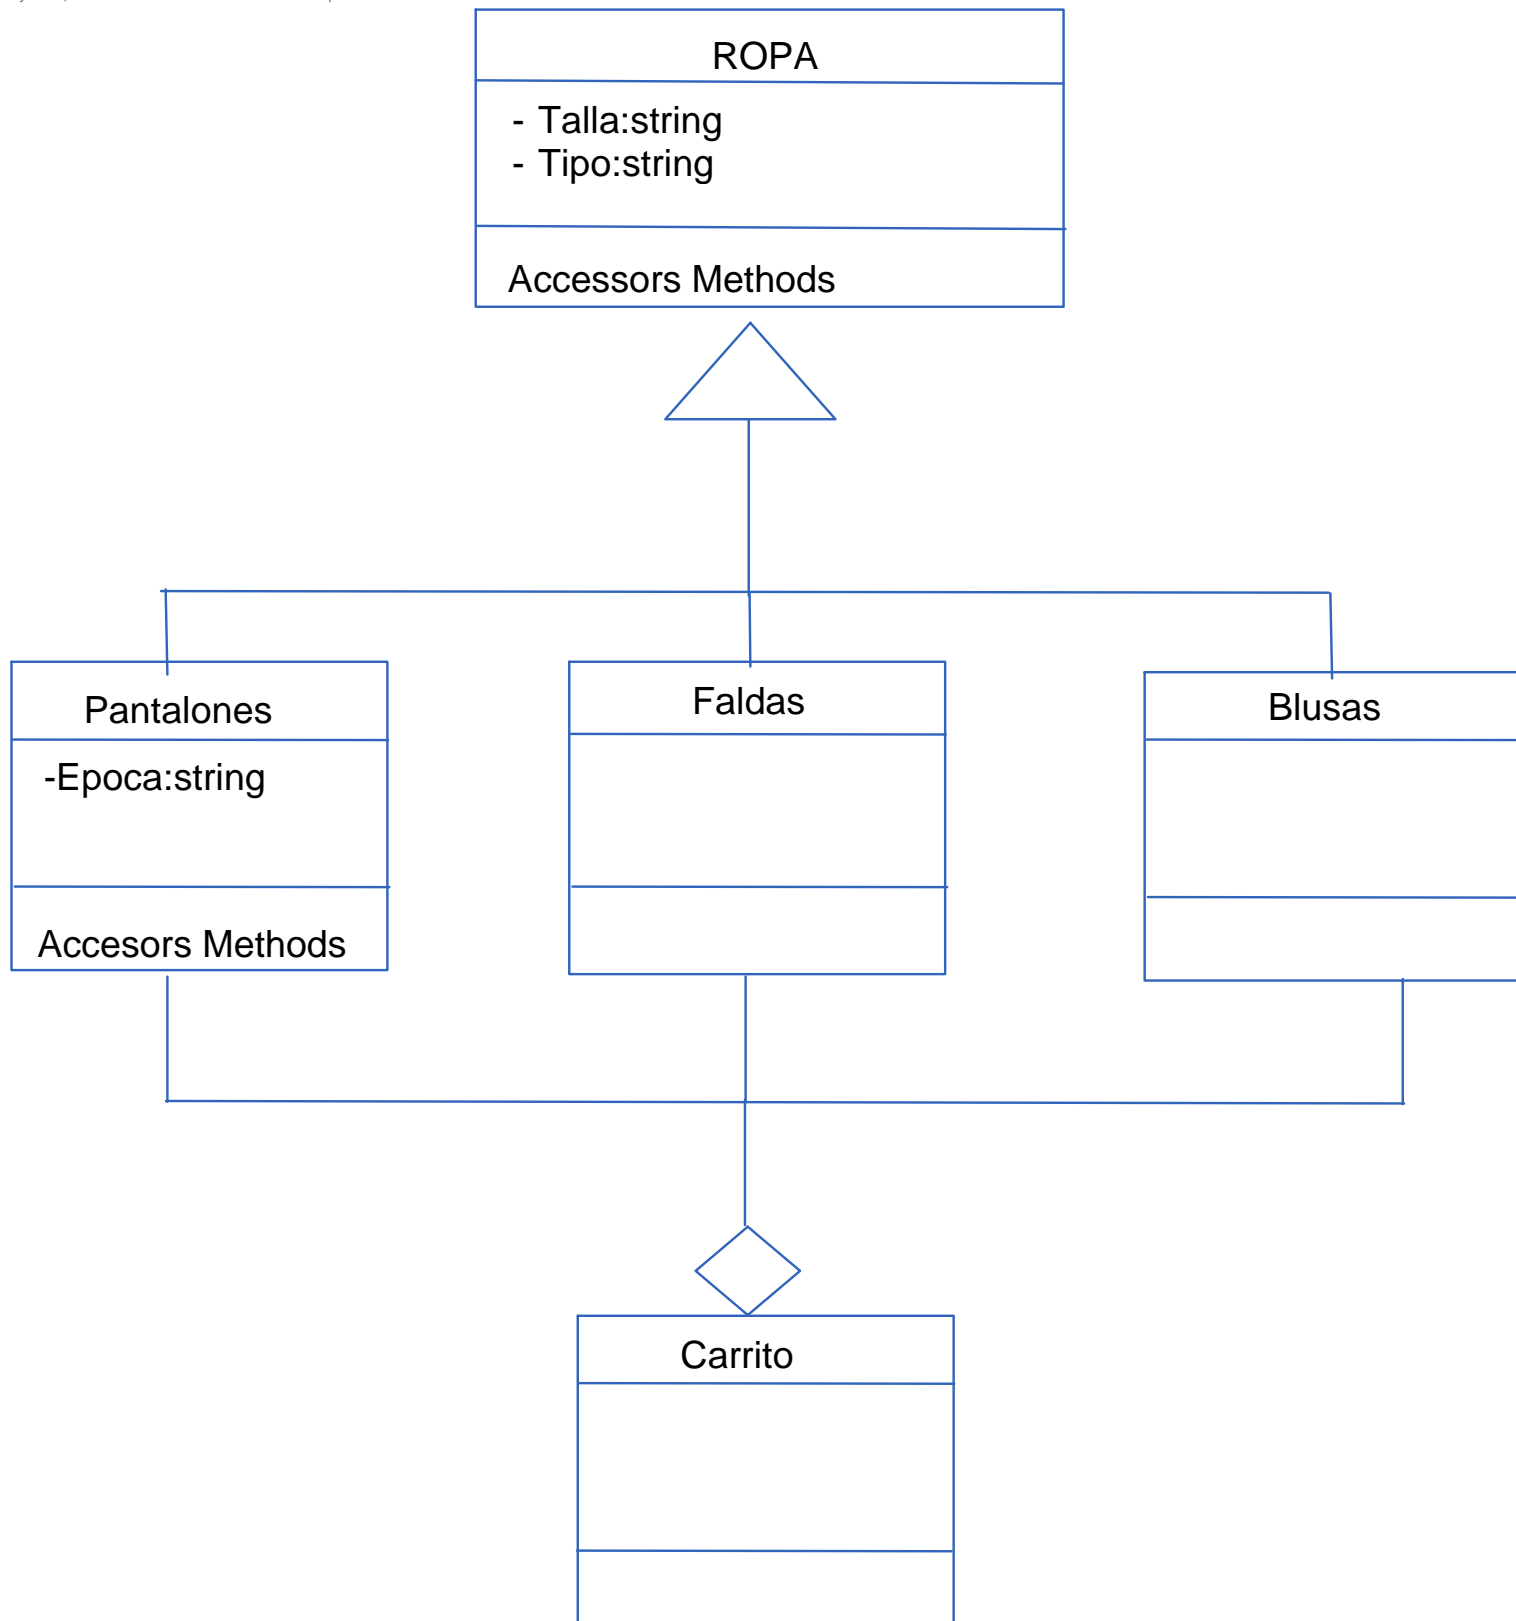 ROPA
- Talla:string
- Tipo:string
Accessors Methods
Pantalones
Faldas
Blusas
-Epoca:string
Accesors Methods
Carrito